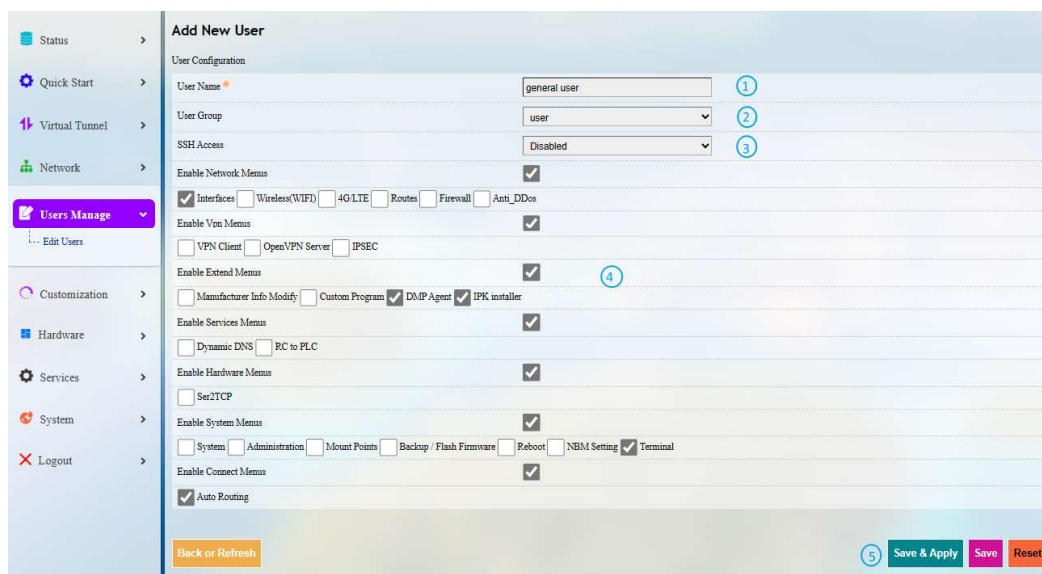 Status
Quick Start
Virtual Tunnel
Network
Users Manage
Edit Users
Customization
Hardware
Services
System
Logout
Add New User
User Configuration
User Name * general user 1
User Group user 2
SSH Access Disabled 3
Enable Network Menus
Interfaces Wireless(WIFI) 4G/LTE Routes Firewall Anti_DDos
Enable Vpn Menus
VPN Client OpenVPN Server IPSEC
Enable Extend Menus 4
Manufacturer Info Modify Custom Program DMP Agent IPK installer
Enable Services Menus
Dynamic DNS RC to PLC
Enable Hardware Menus
Ser2TCP
Enable System Menus
System Administration Mount Points Backup / Flash Firmware Reboot NBM Setting Terminal
Enable Connect Menus
Auto Routing
Back or Refresh 5 Save & Apply Save Reset